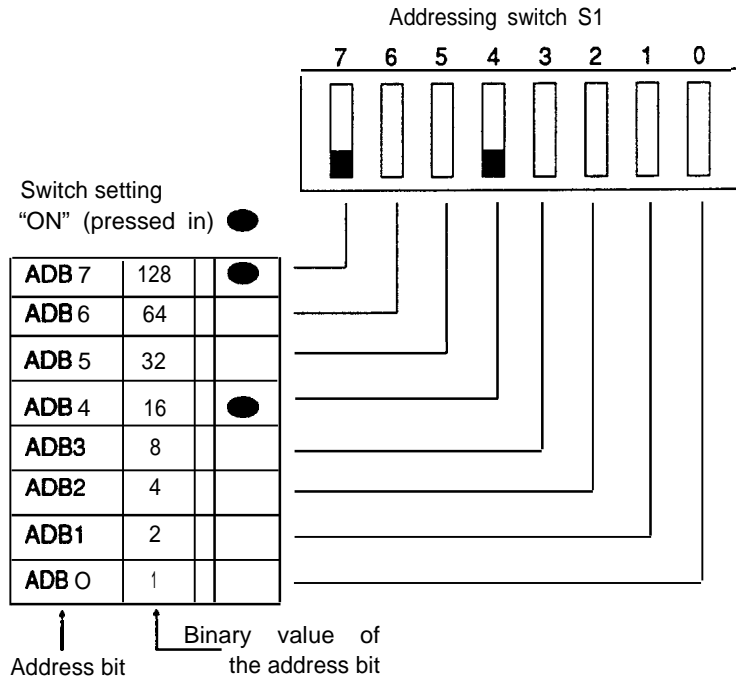 Addressing switch S1
7 6 5 4 3 2 1 0
Switch setting
“ON” (pressed in)
ADB 7 128
ADB 6 64
ADB 5 32
ADB 4 16
ADB3 8
ADB2 4
ADB1 2
ADB O 1
Binary value of
the address bit
Address bit